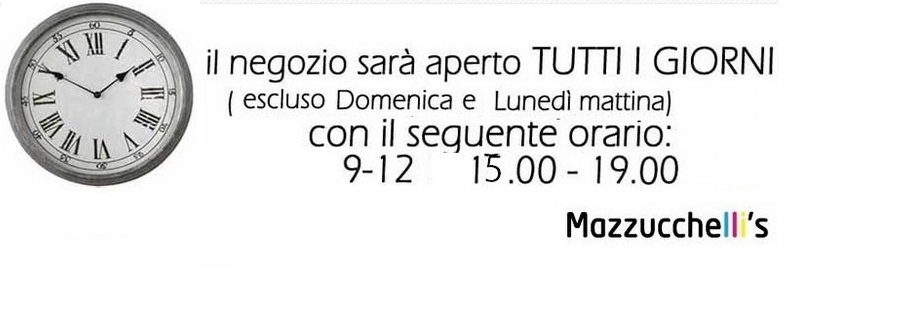 il negozio sarà aperto TUTTI I GIORNI
( escluso Domenica e Lunedì mattina)
con il seguente orario:
9-12 15.00 - 19.00
Mazzucchelli's